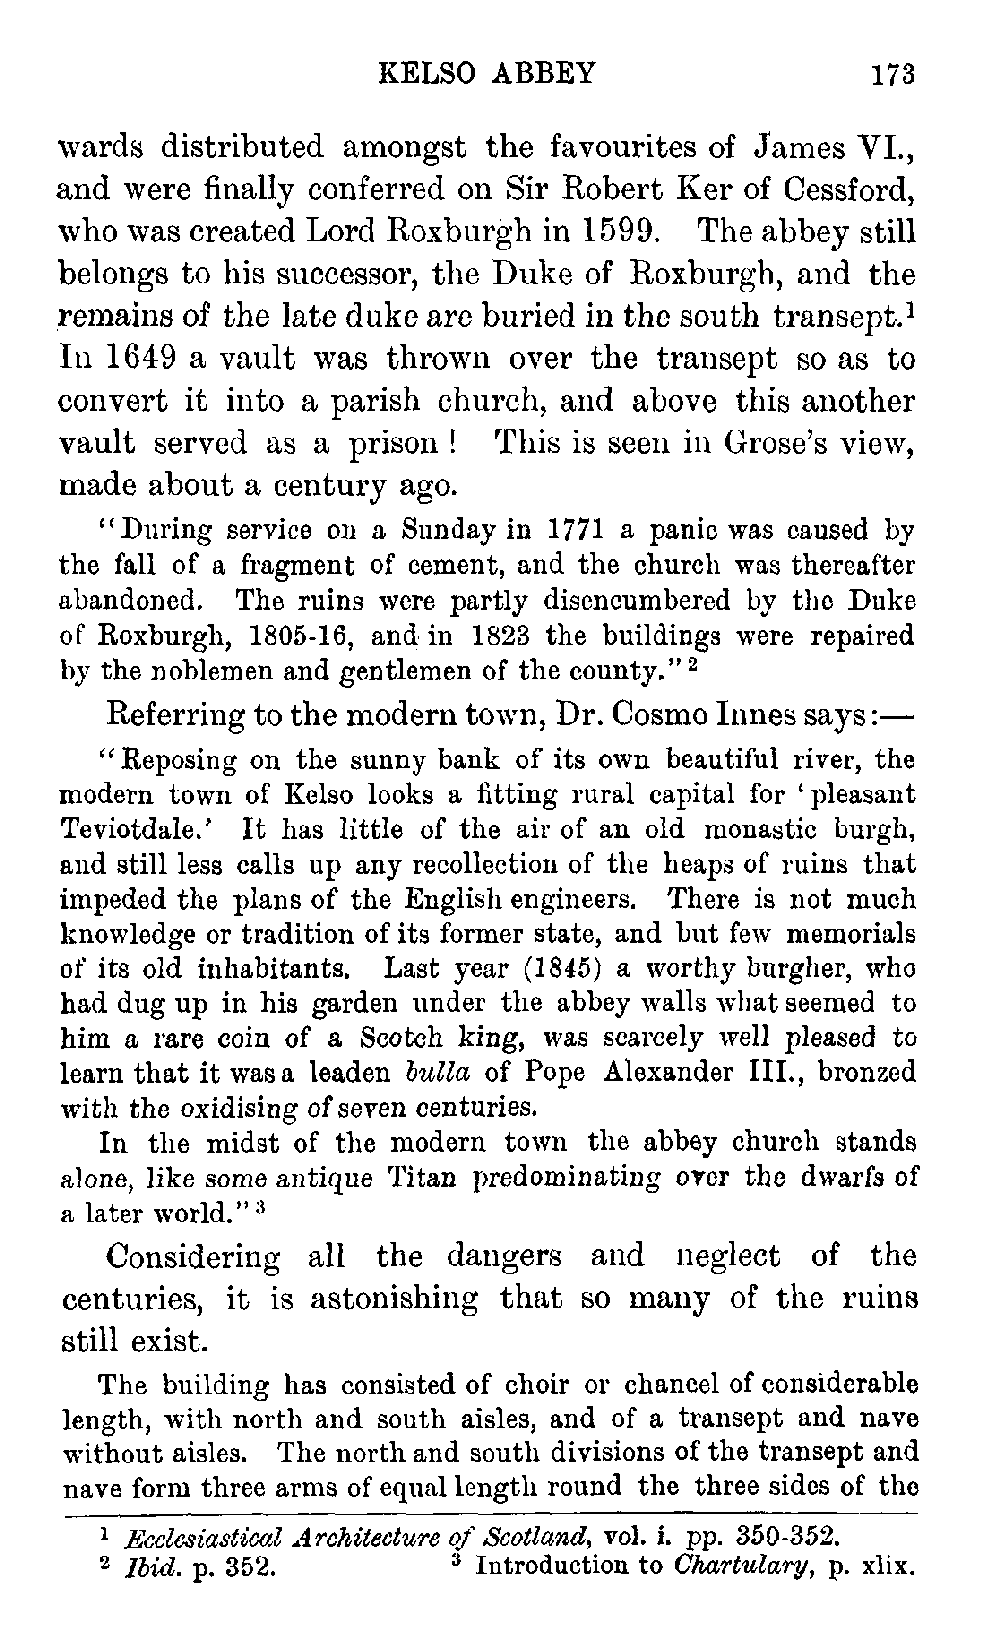 KELSO ABBEY 173
wards distributed amongst the favourites of James VI.,
and were finally conferred on Sir Robert Ker of Cessford,
who was created Lord Roxburgh in 1599. The abbey still
belongs to his successor, the Duke of Roxburgh, and the
remains of the late duke are buried in the south transept.¹
In 1649 a vault was thrown over the transept so as to
convert it into a parish church, and above this another
vault served as a prison! This is seen in Grose's view,
made about a century ago.
"During service on a Sunday in 1771 a panic was caused by
the fall of a fragment of cement, and the church was thereafter
abandoned. The ruins were partly disencumbered by the Duke
of Roxburgh, 1805-16, and in 1823 the buildings were repaired
by the noblemen and gentlemen of the county." ²
Referring to the modern town, Dr. Cosmo Innes says:—
"Reposing on the sunny bank of its own beautiful river, the
modern town of Kelso looks a fitting rural capital for 'pleasant
Teviotdale.' It has little of the air of an old monastic burgh,
and still less calls up any recollection of the heaps of ruins that
impeded the plans of the English engineers. There is not much
knowledge or tradition of its former state, and but few memorials
of its old inhabitants. Last year (1845) a worthy burgher, who
had dug up in his garden under the abbey walls what seemed to
him a rare coin of a Scotch king, was scarcely well pleased to
learn that it was a leaden bulla of Pope Alexander III., bronzed
with the oxidising of seven centuries.
In the midst of the modern town the abbey church stands
alone, like some antique Titan predominating over the dwarfs of
a later world." ³
Considering all the dangers and neglect of the
centuries, it is astonishing that so many of the ruins
still exist.
The building has consisted of choir or chancel of considerable
length, with north and south aisles, and of a transept and nave
without aisles. The north and south divisions of the transept and
nave form three arms of equal length round the three sides of the
¹ Ecclesiastical Architecture of Scotland, vol. i. pp. 350-352.
² Ibid. p. 352. ³ Introduction to Chartulary, p. xlix.